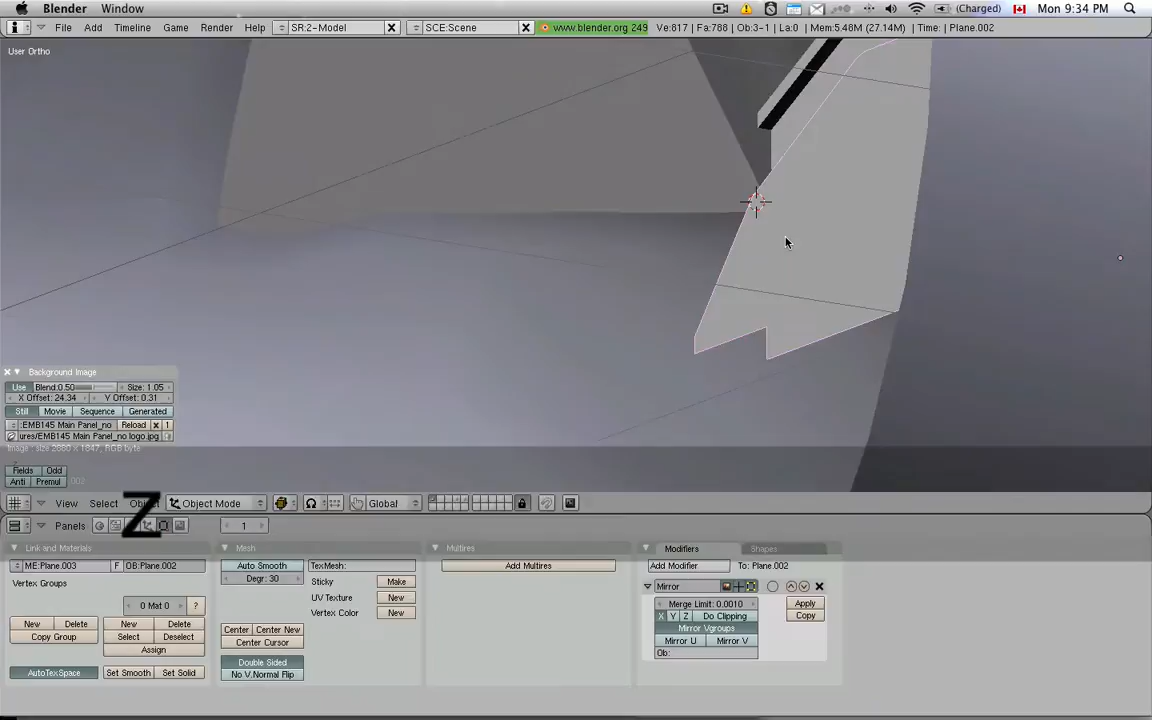 Blender Window (Charged) Mon 9:34 PM
File Add Timeline Game Render Help SR:2-Model SCE:Scene www.blender.org 249 Ve:817 | Fa:768 | Ob:3-1 | La:0 | Mem:5.48M (27.14M) | Time: | Plane.002
User Ortho
Background Image
Use Blend:0.50 Size: 1.05
X Offset: 24.34 Y Offset: 0.31
Still Movie Sequence Generated
:EMB145 Main Panel_no Reload X 1
ures/EMB145 Main Panel_no logo.jpg
Image : size 2880 x 1847, RGB byte
Fields Odd
Anti Premul
View Select Object Mode Global
Z
Panels 1
Link and Materials Mesh Multires Modifiers Shapes
ME:Plane.003 F OB:Plane.002 Auto Smooth TexMesh: Add Multires Add Modifier To: Plane.002
Vertex Groups Degr: 30 Sticky Make Mirror
0 Mat 0 ? UV Texture New Merge Limit: 0.0010 Apply
New Delete New Delete Center Center New Vertex Color New X Y Z Do Clipping Copy
Copy Group Select Deselect Center Cursor Mirror Vgroups
Assign Mirror U Mirror V
AutoTexSpace Set Smooth Set Solid Double Sided Ob:
No V.Normal Flip